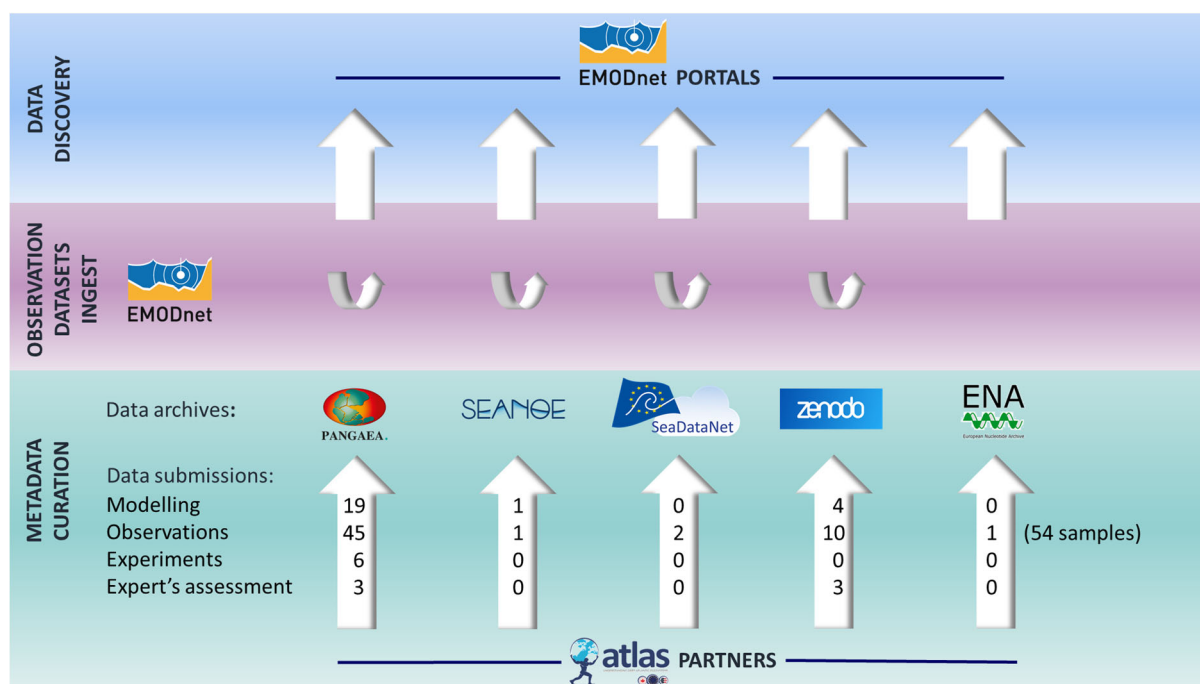 DATA
DISCOVERY
EMODnet PORTALS
OBSERVATION
DATASETS
INGEST
EMODnet
METADATA
CURATION
Data archives:
PANGAEA.
SEANOE
SeaDataNet
zenodo
ENA
European Nucleotide Archive
Data submissions:
Modelling 19 1 0 4 0
Observations 45 1 2 10 1 (54 samples)
Experiments 6 0 0 0 0
Expert's assessment 3 0 0 3 0
atlas PARTNERS